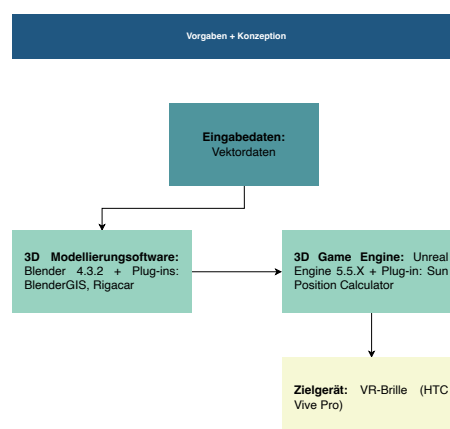 Vorgaben + Konzeption
Eingabedaten:
Vektordaten
3D Modellierungsoftware:
Blender 4.3.2 + Plug-ins:
BlenderGIS, Rigacar
3D Game Engine: Unreal
Engine 5.5.X + Plug-in: Sun
Position Calculator
Zielgerät: VR-Brille (HTC
Vive Pro)